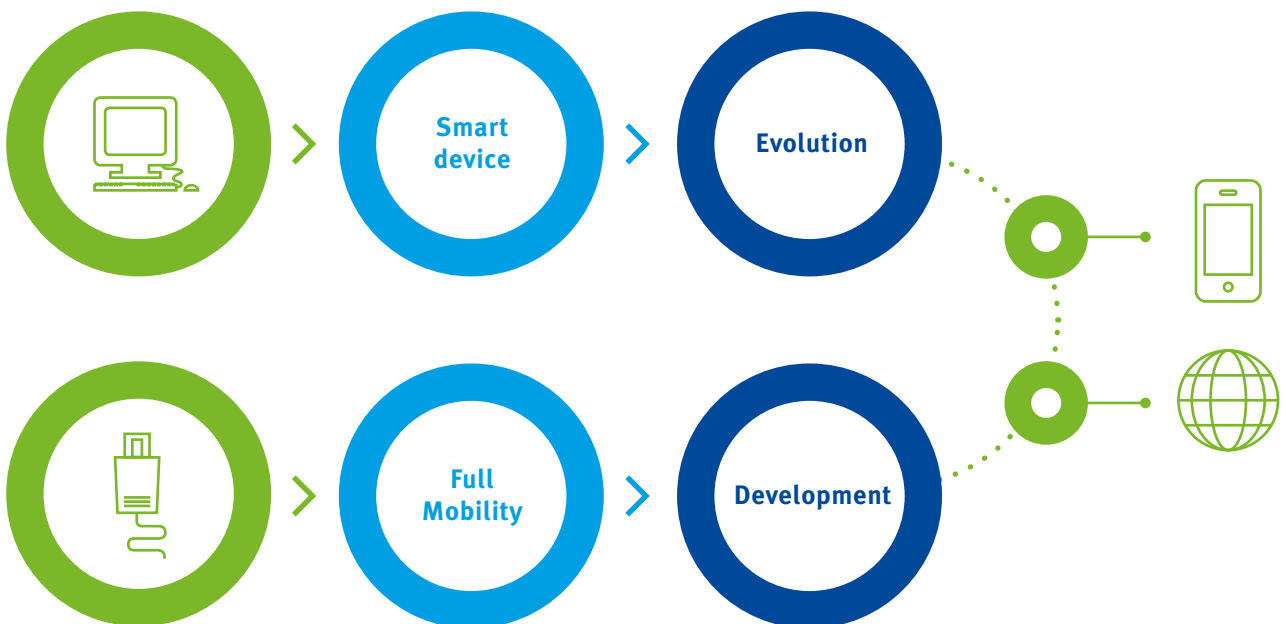 Smart
device
Evolution
Full
Mobility
Development